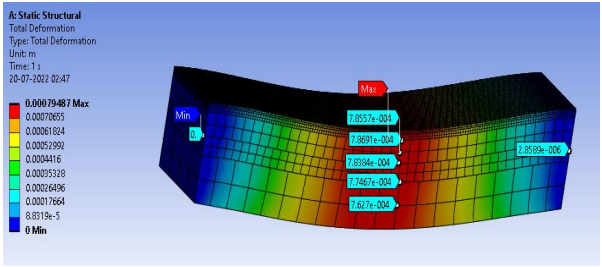 A: Static Structural
Total Deformation
Type: Total Deformation
Unit: m
Time: 1 s
20-07-2022 02:47
0.00079487 Max
0.00070655
0.00061824
0.00052992
0.0004416
0.00035328
0.00026496
0.00017664
8.8319e-5
0 Min
Max
Min
7.8557e-004
0.
7.8691e-004
2.8589e-006
7.8384e-004
7.7467e-004
7.627e-004